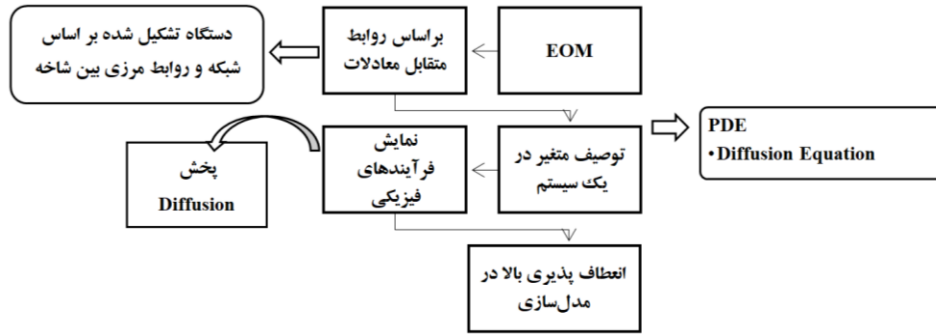 EOM
براساس روابط
متقابل معادلات
دستگاه تشکیل شده بر اساس
شبکه و روابط مرزی بین شاخه
توصیف متغیر در
یک سیستم
PDE
•Diffusion Equation
نمایش
فرآیندهای
فیزیکی
پخش
Diffusion
انعطاف پذیری بالا در
مدل‌سازی